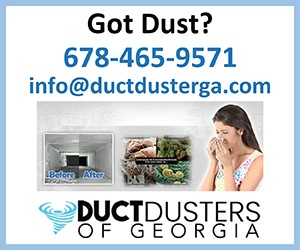 Got Dust?
678-465-9571
info@ductdusterga.com
Before After
DUCTDUSTERS
OF GEORGIA